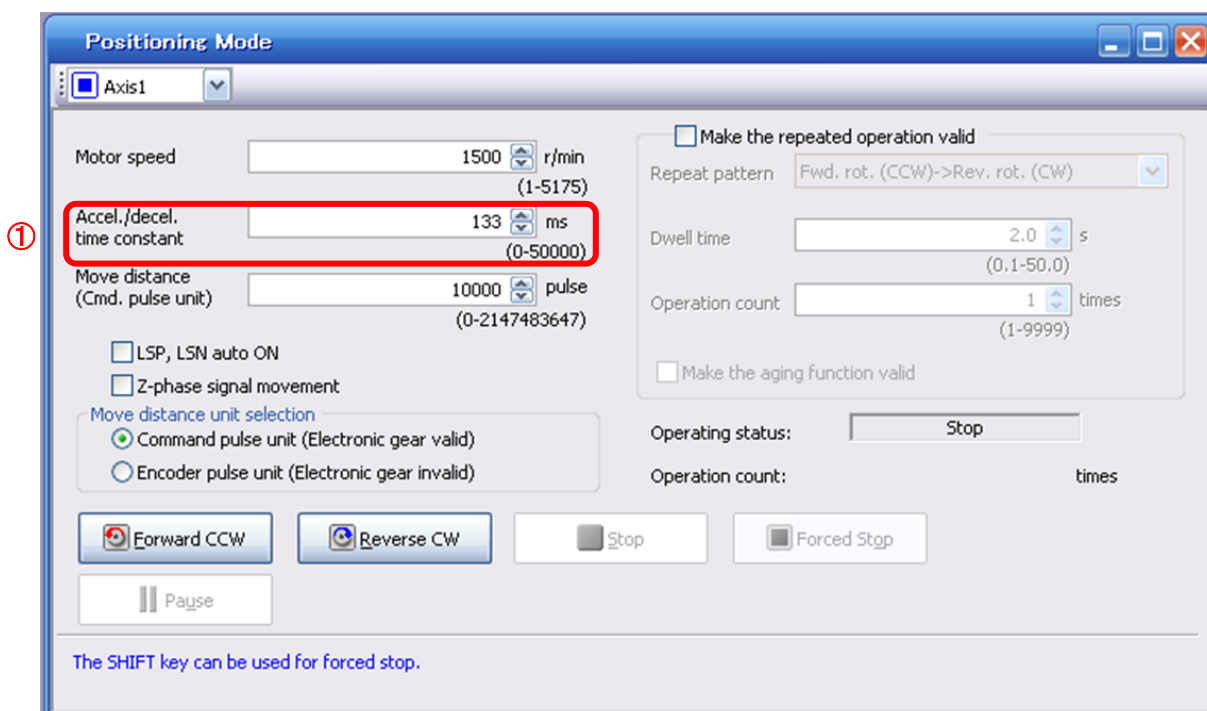 Positioning Mode
Axis1
Motor speed 1500 r/min
(1-5175)
① Accel./decel. time constant 133 ms
(0-50000)
Move distance (Cmd. pulse unit) 10000 pulse
(0-2147483647)
LSP, LSN auto ON
Z-phase signal movement
Move distance unit selection
Command pulse unit (Electronic gear valid)
Encoder pulse unit (Electronic gear invalid)
Make the repeated operation valid
Repeat pattern Fwd. rot. (CCW)->Rev. rot. (CW)
Dwell time 2.0 s
(0.1-50.0)
Operation count 1 times
(1-9999)
Make the aging function valid
Operating status: Stop
Operation count: times
Forward CCW Reverse CW Stop Forced Stop
Pause
The SHIFT key can be used for forced stop.